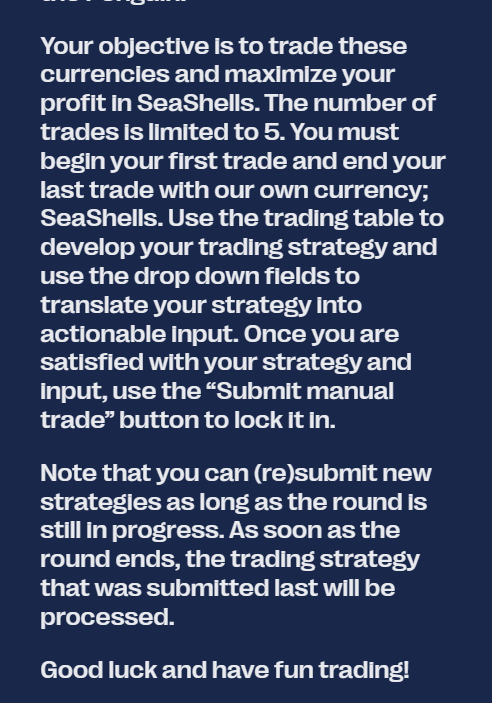 Your objective is to trade these
currencies and maximize your
profit in SeaShells. The number of
trades is limited to 5. You must
begin your first trade and end your
last trade with our own currency;
SeaShells. Use the trading table to
develop your trading strategy and
use the drop down fields to
translate your strategy into
actionable input. Once you are
satisfied with your strategy and
input, use the “Submit manual
trade” button to lock it in.
Note that you can (re)submit new
strategies as long as the round is
still in progress. As soon as the
round ends, the trading strategy
that was submitted last will be
processed.
Good luck and have fun trading!